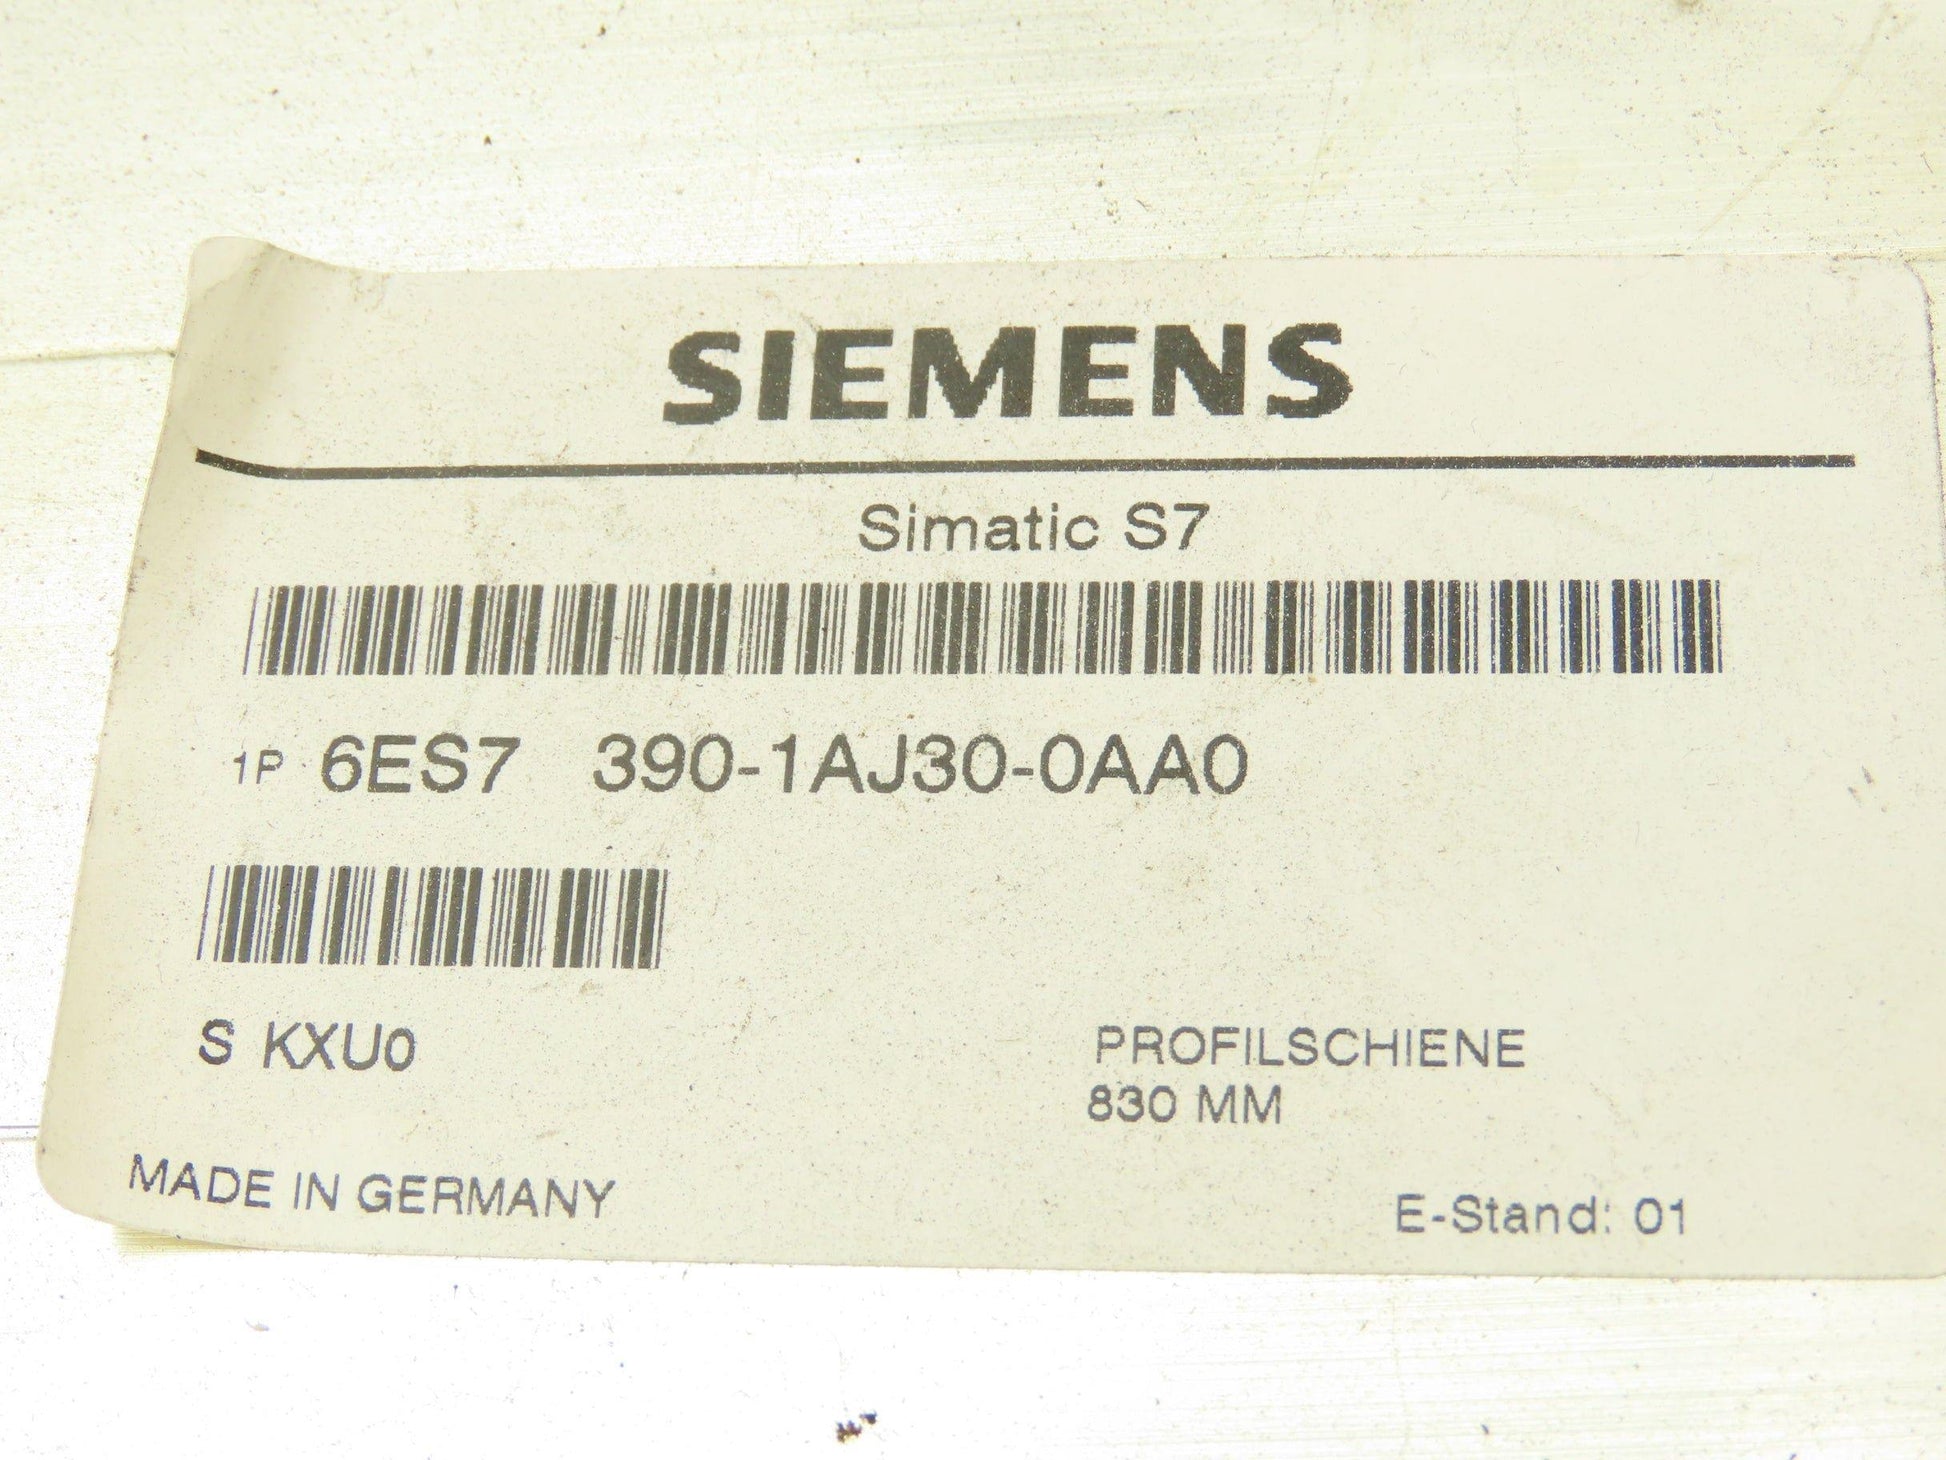 SIEMENS
Simatic S7
1P 6ES7 390-1AJ30-0AA0
S KXU0
PROFILSCHIENE
830 MM
MADE IN GERMANY
E-Stand: 01